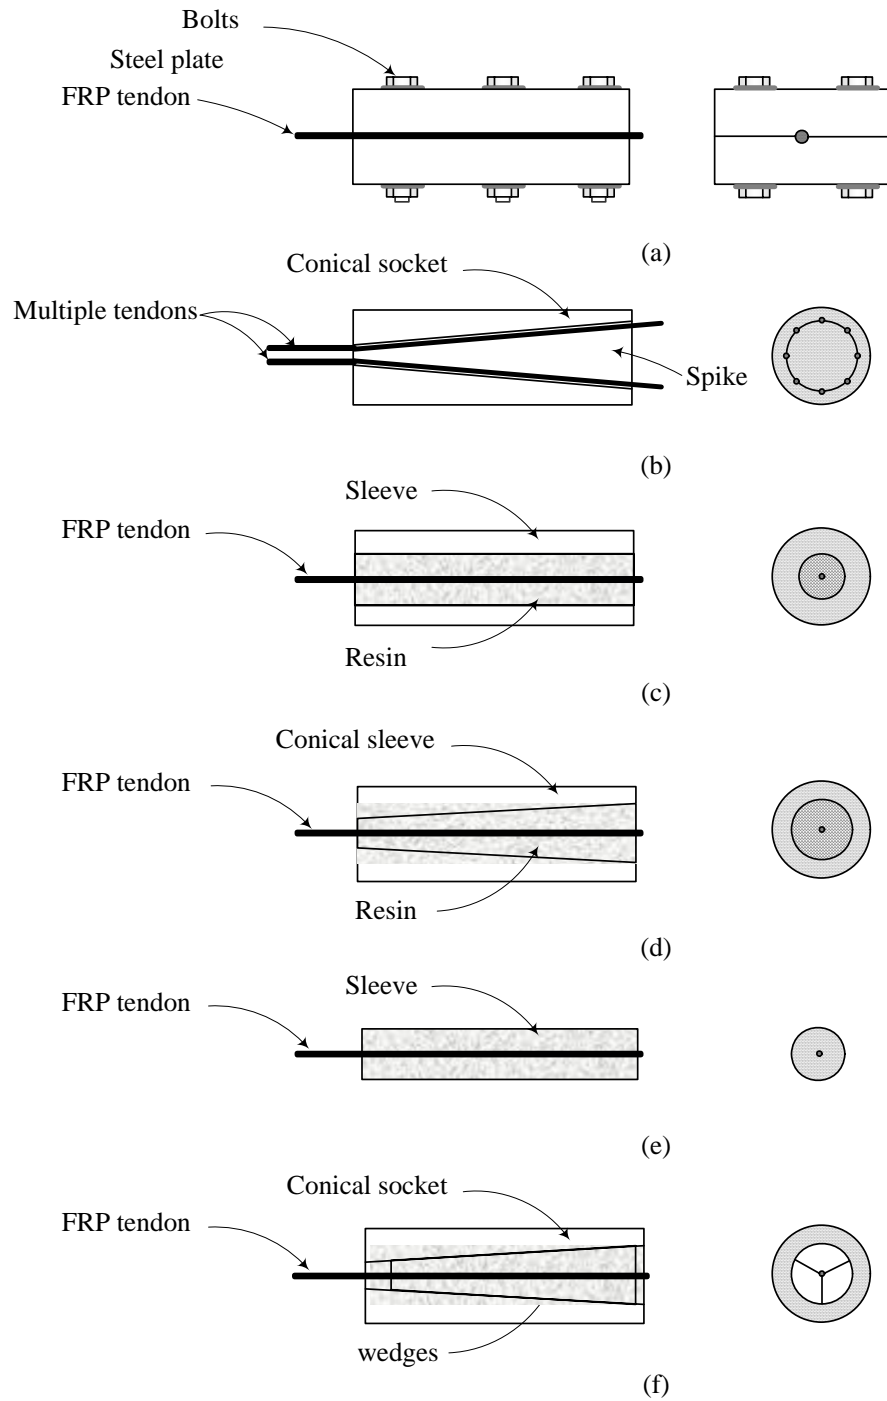 Bolts
Steel plate
FRP tendon
(a)
Conical socket
Multiple tendons
Spike
(b)
Sleeve
FRP tendon
Resin
(c)
Conical sleeve
FRP tendon
Resin
(d)
Sleeve
FRP tendon
(e)
Conical socket
FRP tendon
wedges
(f)